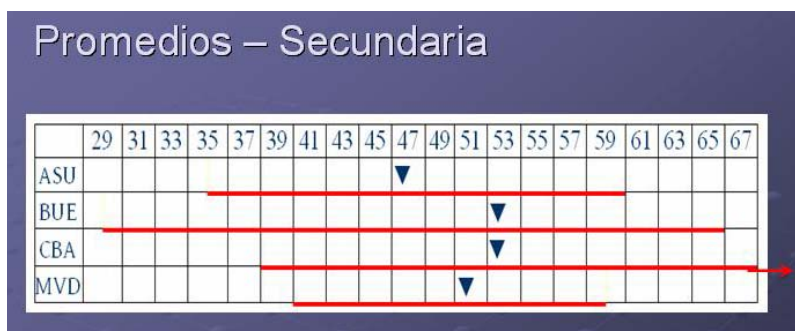 Promedios – Secundaria
29 31 33 35 37 39 41 43 45 47 49 51 53 55 57 59 61 63 65 67
ASU
BUE
CBA
MVD